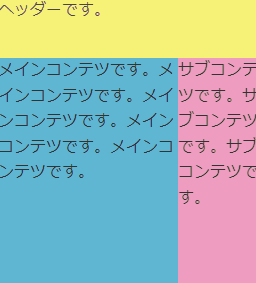 ヘッダーです。
メインコンテツです。メ
インコンテツです。メイ
ンコンテツです。メイン
コンテツです。メインコ
ンテツです。
サブコンテ
ツです。サ
ブコンテツ
です。サブ
コンテツで
す。